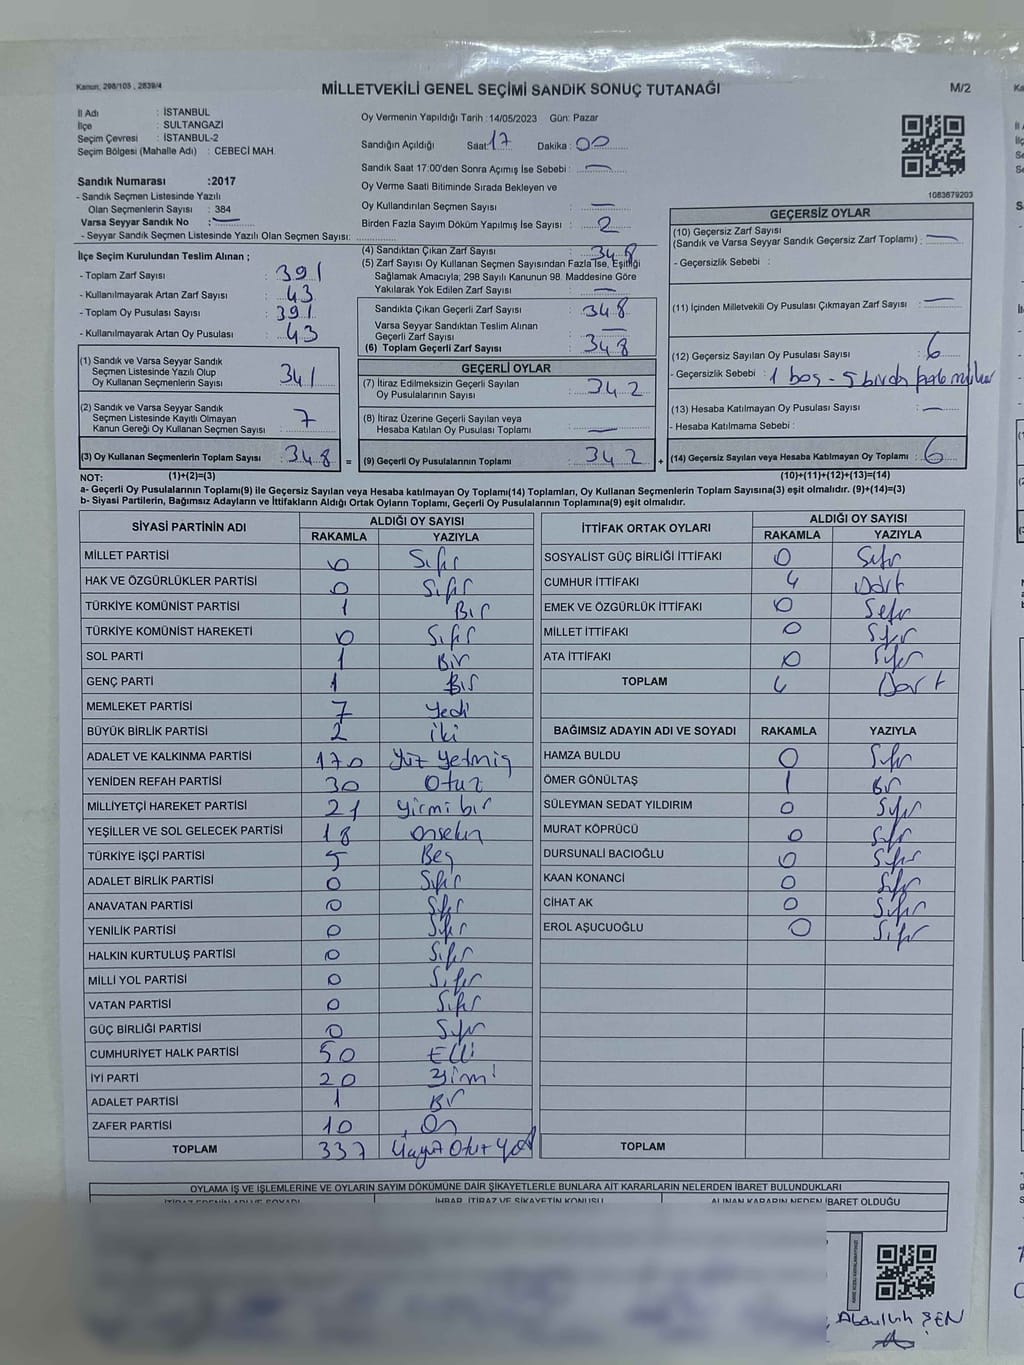 Kanun, 298/105 , 2839/4
MİLLETVEKİLİ GENEL SEÇİMİ SANDIK SONUÇ TUTANAĞI
M/2
İl Adı : İSTANBUL
İlçe : SULTANGAZİ
Seçim Çevresi : İSTANBUL-2
Seçim Bölgesi (Mahalle Adı) : CEBECİ MAH.
Sandık Numarası :2017
- Sandık Seçmen Listesinde Yazılı
Olan Seçmenlerin Sayısı : 384
Varsa Seyyar Sandık No : —
- Seyyar Sandık Seçmen Listesinde Yazılı Olan Seçmen Sayısı:
İlçe Seçim Kurulundan Teslim Alınan ;
- Toplam Zarf Sayısı : 391
- Kullanılmayarak Artan Zarf Sayısı : 43
- Toplam Oy Pusulası Sayısı : 391
- Kullanılmayarak Artan Oy Pusulası : 43
(1) Sandık ve Varsa Seyyar Sandık
Seçmen Listesinde Yazılı Olup
Oy Kullanan Seçmenlerin Sayısı : 341
(2) Sandık ve Varsa Seyyar Sandık
Seçmen Listesinde Kayıtlı Olmayan
Kanun Gereği Oy Kullanan Seçmen Sayısı : 7
(3) Oy Kullanan Seçmenlerin Toplam Sayısı : 348
Oy Vermenin Yapıldığı Tarih : 14/05/2023 Gün: Pazar
Sandığın Açıldığı Saat: 17 Dakika : 00
Sandık Saat 17:00'den Sonra Açımış İse Sebebi : —
Oy Verme Saati Bitiminde Sırada Bekleyen ve
Oy Kullandırılan Seçmen Sayısı : —
Birden Fazla Sayım Döküm Yapılmış İse Sayısı : 2
(4) Sandıktan Çıkan Zarf Sayısı : 348
(5) Zarf Sayısı Oy Kullanan Seçmen Sayısından Fazla İse, Eşitliği
Sağlamak Amacıyla; 298 Sayılı Kanunun 98. Maddesine Göre
Yakılarak Yok Edilen Zarf Sayısı : —
Sandıkta Çıkan Geçerli Zarf Sayısı : 348
Varsa Seyyar Sandıktan Teslim Alınan
Geçerli Zarf Sayısı : —
(6) Toplam Geçerli Zarf Sayısı : 348
GEÇERLİ OYLAR
(7) İtiraz Edilmeksizin Geçerli Sayılan
Oy Pusulalarının Sayısı : 342
(8) İtiraz Üzerine Geçerli Sayılan veya
Hesaba Katılan Oy Pusulası Toplamı : —
= (9) Geçerli Oy Pusulalarının Toplamı : 342 +
1083679203
GEÇERSİZ OYLAR
(10) Geçersiz Zarf Sayısı
(Sandık ve Varsa Seyyar Sandık Geçersiz Zarf Toplamı) : —
- Geçersizlik Sebebi :
(11) İçinden Milletvekili Oy Pusulası Çıkmayan Zarf Sayısı : —
(12) Geçersiz Sayılan Oy Pusulası Sayısı : 6
- Geçersizlik Sebebi : 1 boş - 5 birden
(13) Hesaba Katılmayan Oy Pusulası Sayısı : —
- Hesaba Katılmama Sebebi :
(14) Geçersiz Sayılan veya Hesaba Katılmayan Oy Toplamı : 6
NOT: (1)+(2)=(3) (10)+(11)+(12)+(13)=(14)
a- Geçerli Oy Pusulalarının Toplamı(9) ile Geçersiz Sayılan veya Hesaba katılmayan Oy Toplamı(14) Toplamları, Oy Kullanan Seçmenlerin Toplam Sayısına(3) eşit olmalıdır. (9)+(14)=(3)
b- Siyasi Partilerin, Bağımsız Adayların ve İttifakların Aldığı Ortak Oyların Toplamı, Geçerli Oy Pusulalarının Toplamına(9) eşit olmalıdır.
SİYASİ PARTİNİN ADI ALDIĞI OY SAYISI
RAKAMLA YAZIYLA
MİLLET PARTİSİ 0 Sıfır
HAK VE ÖZGÜRLÜKLER PARTİSİ 0 Sıfır
TÜRKİYE KOMÜNİST PARTİSİ 1 Bir
TÜRKİYE KOMÜNİST HAREKETİ 0 Sıfır
SOL PARTİ 1 Bir
GENÇ PARTİ 1 Bir
MEMLEKET PARTİSİ 7 Yedi
BÜYÜK BİRLİK PARTİSİ 2 iki
ADALET VE KALKINMA PARTİSİ 170 Yüz Yetmiş
YENİDEN REFAH PARTİSİ 30 Otuz
MİLLİYETÇİ HAREKET PARTİSİ 21 Yirmi bir
YEŞİLLER VE SOL GELECEK PARTİSİ 18 Onsekiz
TÜRKİYE İŞÇİ PARTİSİ 5 Beş
ADALET BİRLİK PARTİSİ 0 Sıfır
ANAVATAN PARTİSİ 0 Sıfır
YENİLİK PARTİSİ 0 Sıfır
HALKIN KURTULUŞ PARTİSİ 0 Sıfır
MİLLİ YOL PARTİSİ 0 Sıfır
VATAN PARTİSİ 0 Sıfır
GÜÇ BİRLİĞİ PARTİSİ 0 Sıfır
CUMHURİYET HALK PARTİSİ 50 Elli
İYİ PARTİ 20 Yirmi
ADALET PARTİSİ 1 Bir
ZAFER PARTİSİ 10 On
TOPLAM 337
İTTİFAK ORTAK OYLARI ALDIĞI OY SAYISI
RAKAMLA YAZIYLA
SOSYALİST GÜÇ BİRLİĞİ İTTİFAKI 0 Sıfır
CUMHUR İTTİFAKI 4 Dört
EMEK VE ÖZGÜRLÜK İTTİFAKI 0 Sıfır
MİLLET İTTİFAKI 0 Sıfır
ATA İTTİFAKI 0 Sıfır
TOPLAM 4 Dört
BAĞIMSIZ ADAYIN ADI VE SOYADI RAKAMLA YAZIYLA
HAMZA BULDU 0 Sıfır
ÖMER GÖNÜLTAŞ 1 Bir
SÜLEYMAN SEDAT YILDIRIM 0 Sıfır
MURAT KÖPRÜCÜ 0 Sıfır
DURSUNALİ BACIOĞLU 0 Sıfır
KAAN KONANCİ 0 Sıfır
CİHAT AK 0 Sıfır
EROL AŞUCUOĞLU 0 Sıfır
TOPLAM
OYLAMA İŞ VE İŞLEMLERİNE VE OYLARIN SAYIM DÖKÜMÜNE DAİR ŞİKAYETLERLE BUNLARA AİT KARARLARIN NELERDEN İBARET BULUNDUKLARI
İTİRAZ EDENİN ADI VE SOYADI İHBAR, İTİRAZ VE ŞİKAYETİN KONUSU ALINAN KARARIN NEDEN İBARET OLDUĞU
Abdullah ŞEN